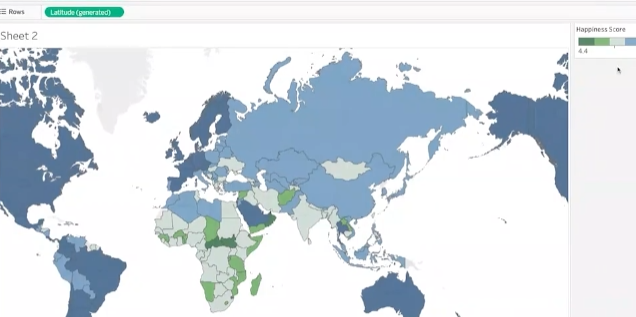 Rows
Latitude (generated)
Sheet 2
Happiness Score
4.4